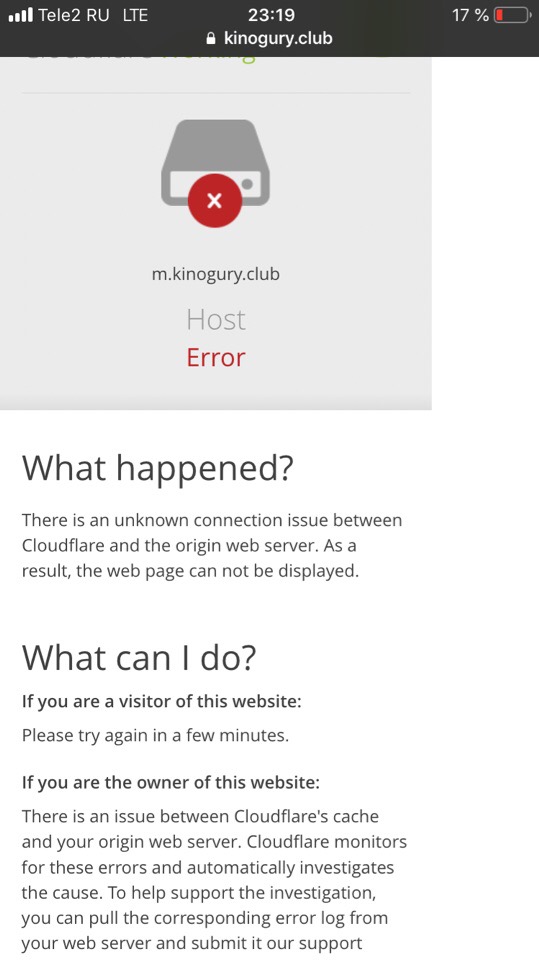 Tele2 RU LTE 23:19 17 %
kinogury.club
m.kinogury.club
Host
Error
What happened?
There is an unknown connection issue between
Cloudflare and the origin web server. As a
result, the web page can not be displayed.
What can I do?
If you are a visitor of this website:
Please try again in a few minutes.
If you are the owner of this website:
There is an issue between Cloudflare's cache
and your origin web server. Cloudflare monitors
for these errors and automatically investigates
the cause. To help support the investigation,
you can pull the corresponding error log from
your web server and submit it our support